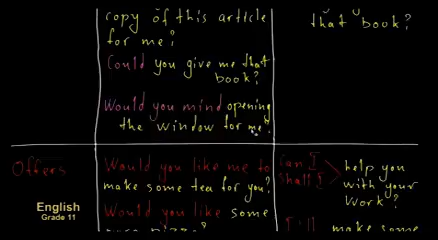 copy of this article
for me?
Could you give me that
book?
Would you mind opening
the window for me?
that book?
Offers
Would you like me to
make some tea for you?
Would you like some
Can I
Shall I
help you
with your
Work?
I'll make some
English
Grade 11